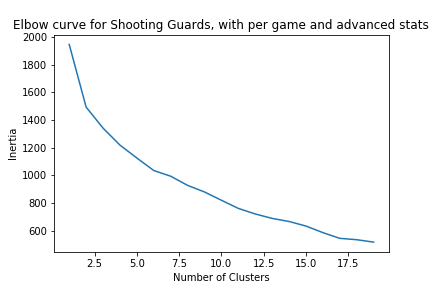 Elbow curve for Shooting Guards, with per game and advanced stats
2000
1800
1600
1400
1200
1000
800
600
Inertia
2.5 5.0 7.5 10.0 12.5 15.0 17.5
Number of Clusters